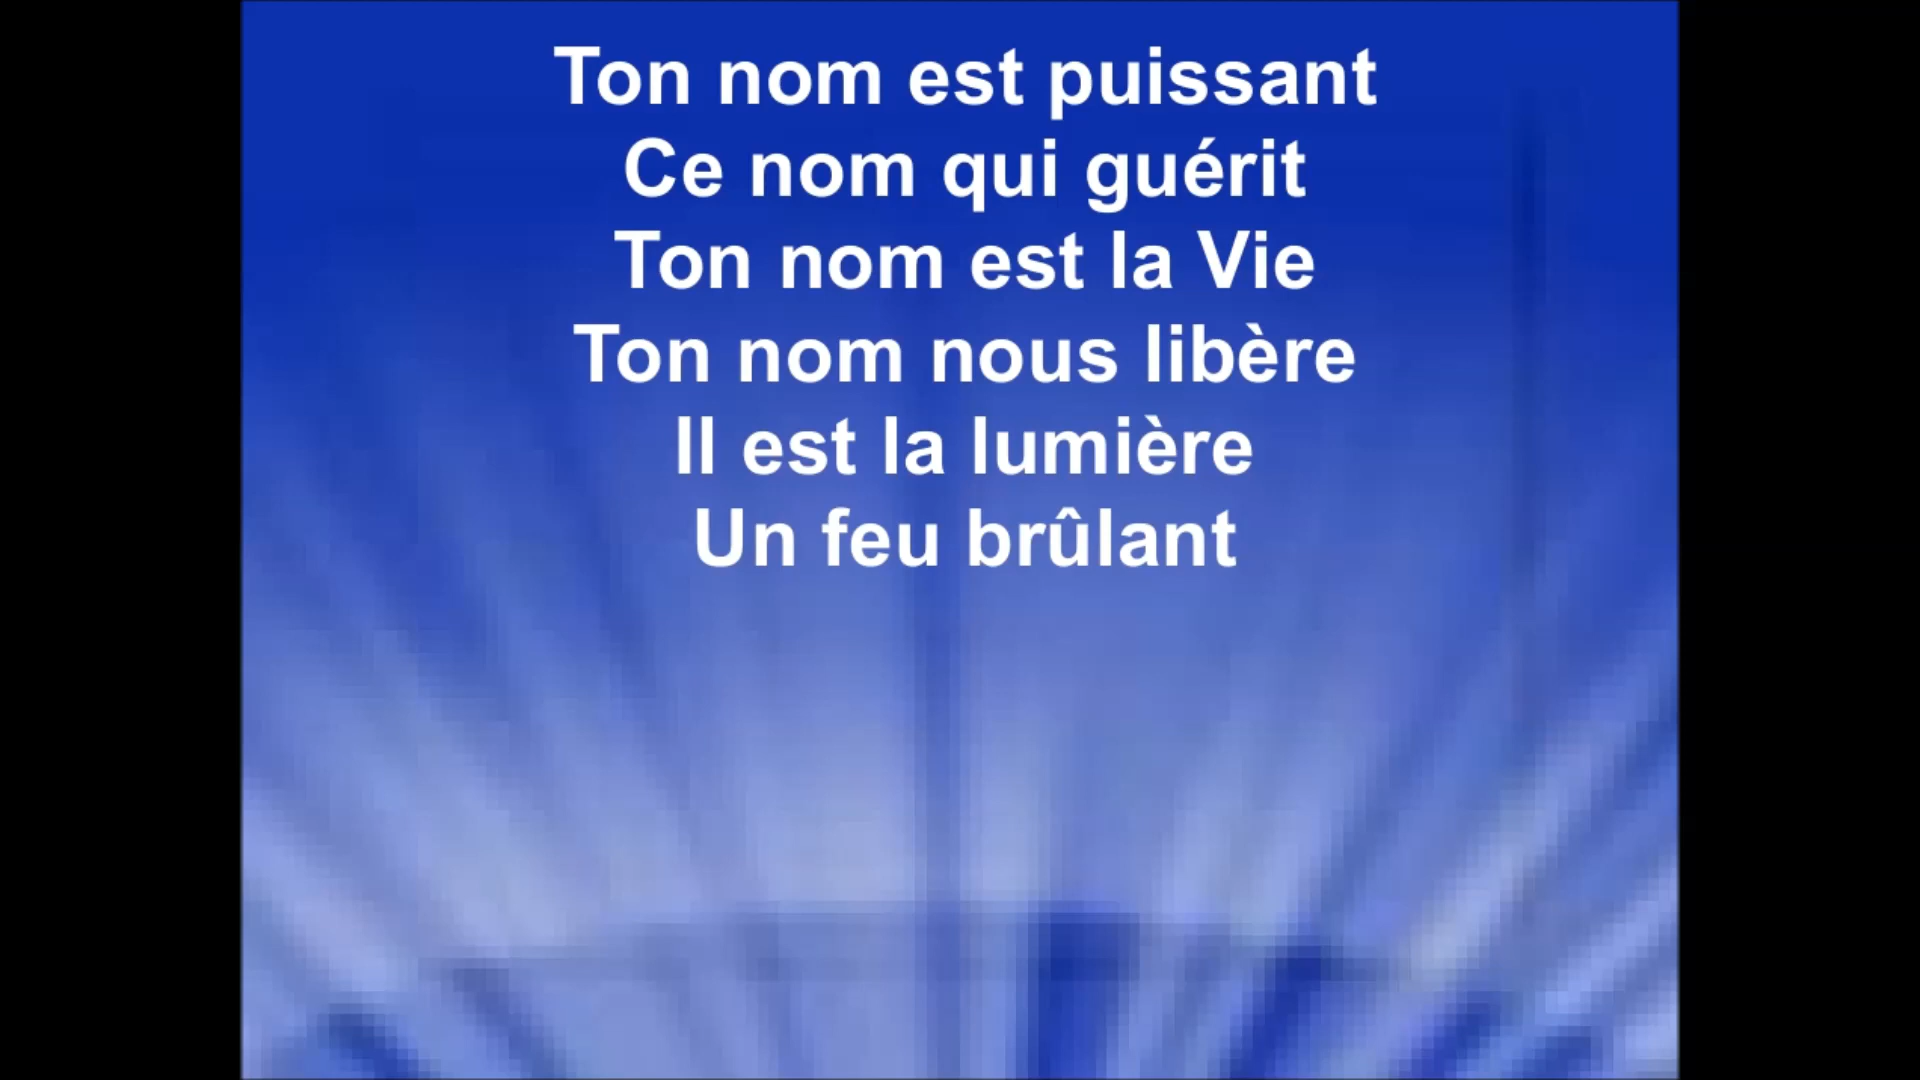 Ton nom est puissant
Ce nom qui guérit
Ton nom est la Vie
Ton nom nous libère
Il est la lumière
Un feu brûlant